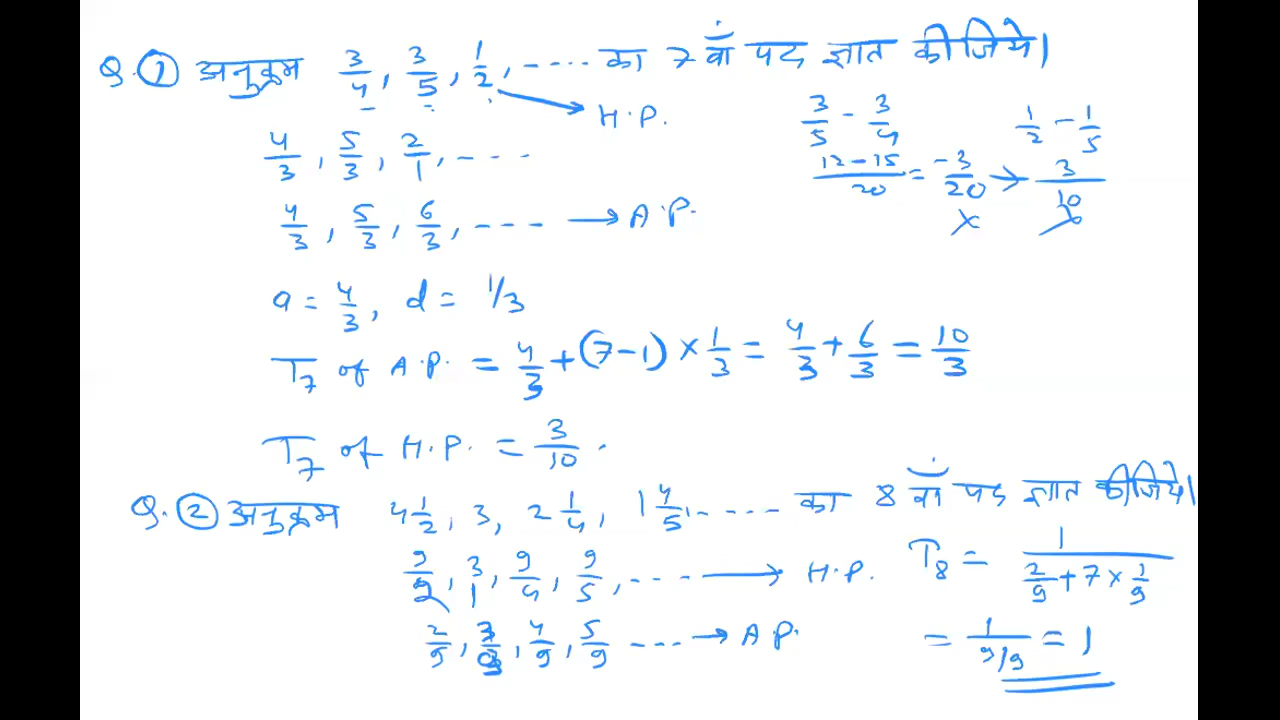 Q. ① अनुक्रम 3/4, 3/5, 1/2, ----- का 7 वां पद ज्ञात कीजिये।
→ H.P.
4/3, 5/3, 2/1, ----
4/3, 5/3, 6/3, ---- → A.P.
a = 4/3, d = 1/3
T₇ of A.P. = 4/3 + (7-1) × 1/3 = 4/3 + 6/3 = 10/3
T₇ of H.P. = 3/10
3/5 - 3/4
(12-15)/20 = -3/20 →
×
1/2 - 1/5
3/10
Q. ② अनुक्रम 4 1/2, 3, 2 1/4, 1 4/5, ---- का 8 वां पद ज्ञात कीजिये।
9/2, 3/1, 9/4, 9/5, ---- → H.P.
2/9, 3/9, 4/9, 5/9 ---- → A.P.
T₈ = 1/(2/9 + 7 × 1/9)
= 1/(9/9) = 1